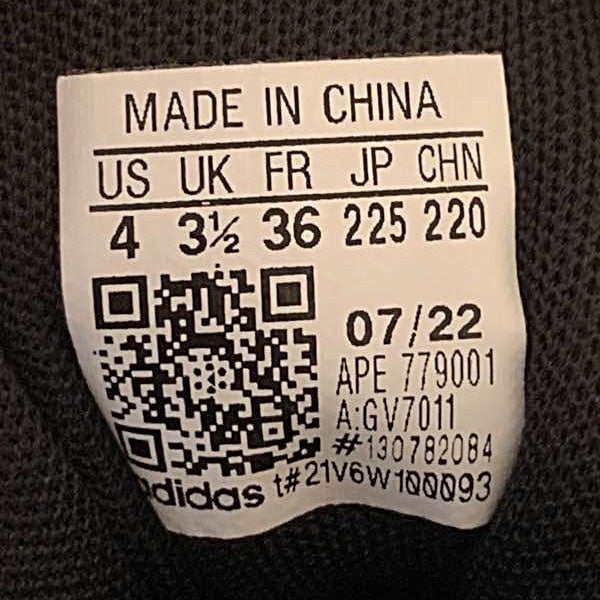 MADE IN CHINA
US UK FR JP CHN
4 3½ 36 225 220
07/22
APE 779001
A:GV7011
#130782084
adidas t#21V6W100093